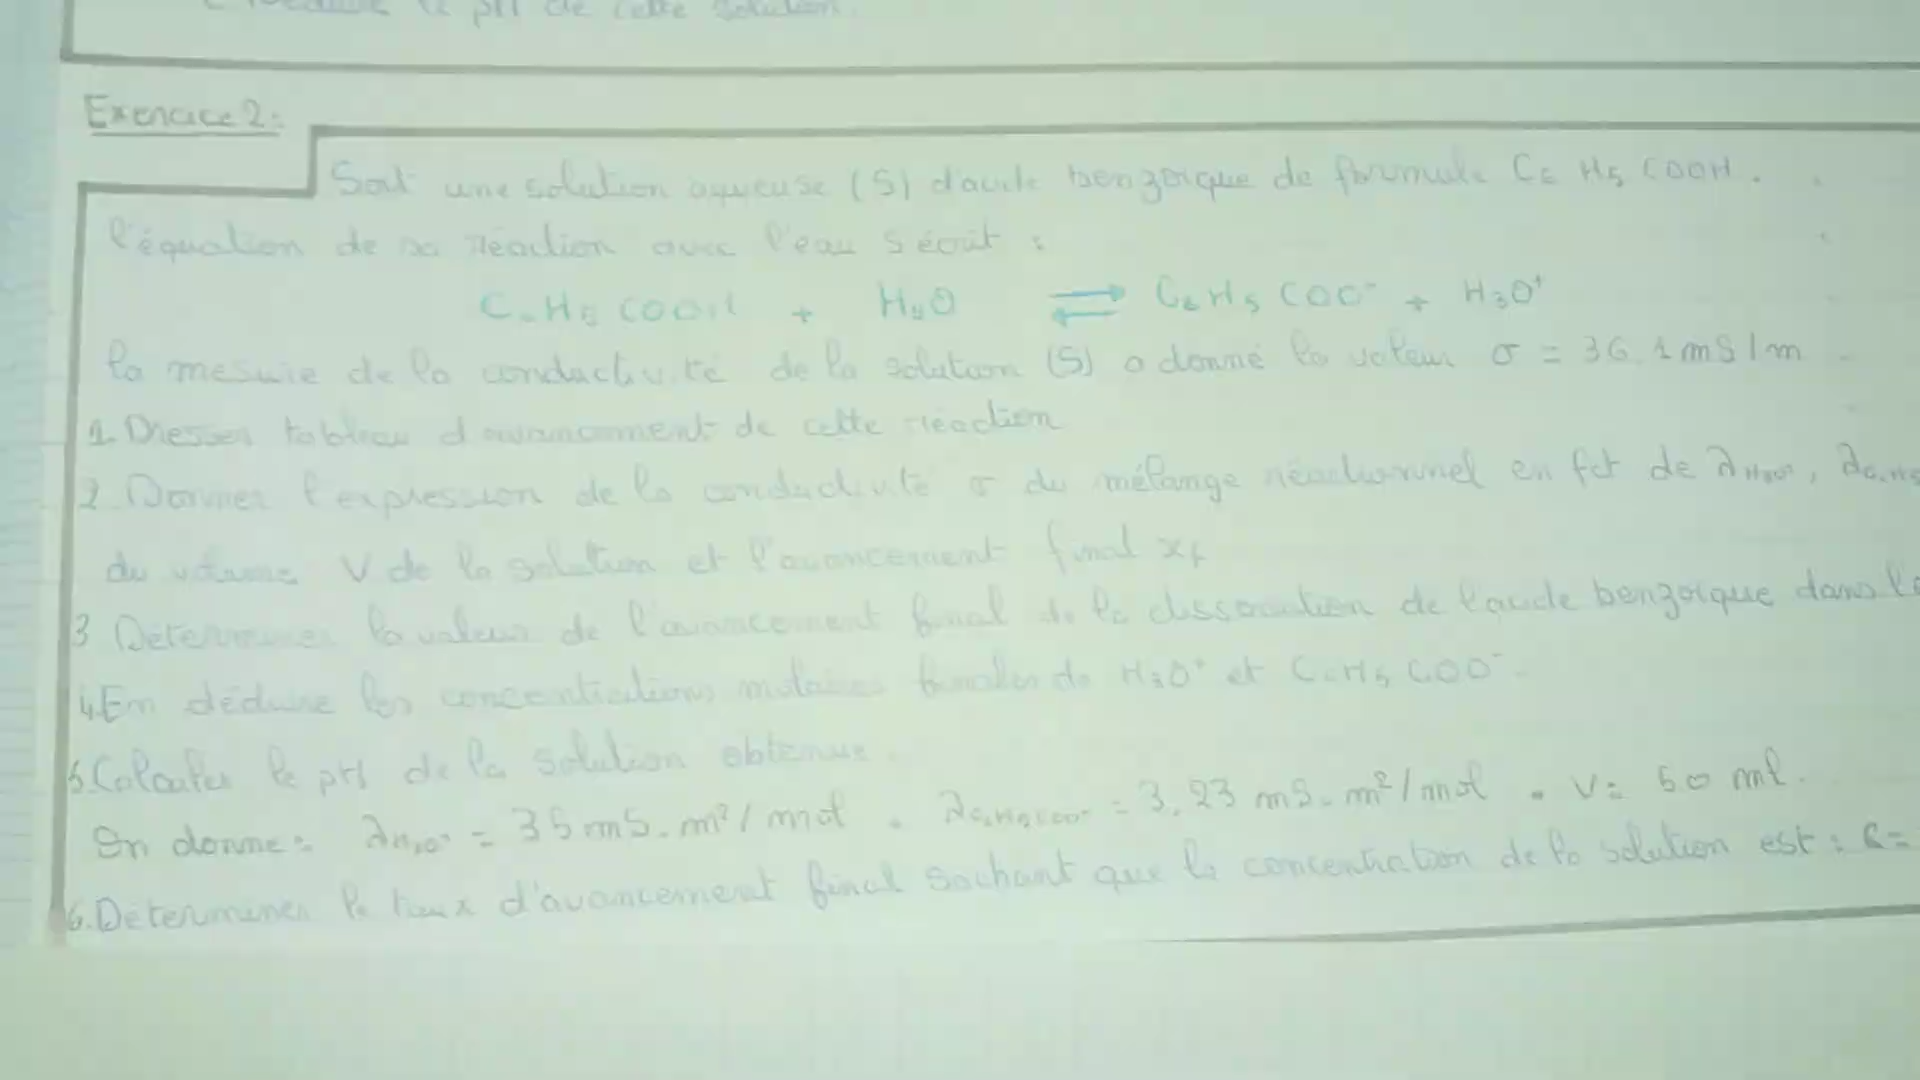 le pH de cette solution.
Exercice 2:
Soit une solution aqueuse (S) d'acide benzoïque de formule C6 H5 COOH.
l'équation de sa réaction avec l'eau s'écrit :
C6H5 COOH + H2O ⇌ C6H5 COO- + H3O+
la mesure de la conductivité de la solution (S) a donné la valeur σ = 36.1 mS/m
1. Dresser tableau d'avancement de cette réaction
2. Donner l'expression de la conductivité σ du mélange réactionnel en fct de λH3O+, λC6H5
du volume V de la solution et l'avancement final xf
3 Déterminer la valeur de l'avancement final de la dissociation de l'acide benzoïque dans l'e
4. En déduire les concentrations molaires finales de H3O+ et C6H5 COO-.
5. Calculer le pH de la solution obtenue.
On donne: λH3O+ = 35 mS.m²/mol . λC6H5COO- = 3,23 mS.m²/mol . V = 50 ml.
6. Déterminer le taux d'avancement final sachant que la concentration de la solution est : C =